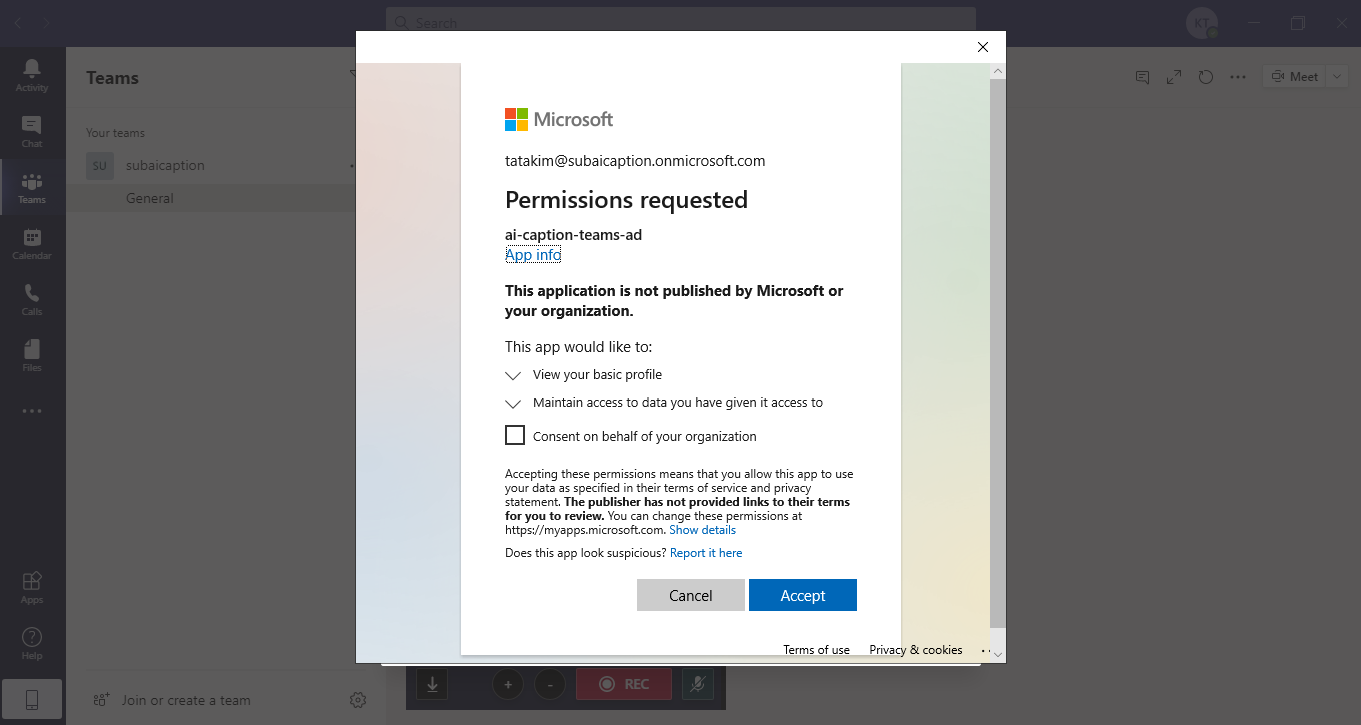 Search
KT
Activity
Chat
Teams
Calendar
Calls
Files
Apps
Help
Teams
Your teams
SU subaicaption
General
Join or create a team
Meet
Microsoft
tatakim@subaicaption.onmicrosoft.com
Permissions requested
ai-caption-teams-ad
App info
This application is not published by Microsoft or
your organization.
This app would like to:
View your basic profile
Maintain access to data you have given it access to
Consent on behalf of your organization
Accepting these permissions means that you allow this app to use
your data as specified in their terms of service and privacy
statement. The publisher has not provided links to their terms
for you to review. You can change these permissions at
https://myapps.microsoft.com. Show details
Does this app look suspicious? Report it here
Cancel Accept
Terms of use Privacy & cookies
REC